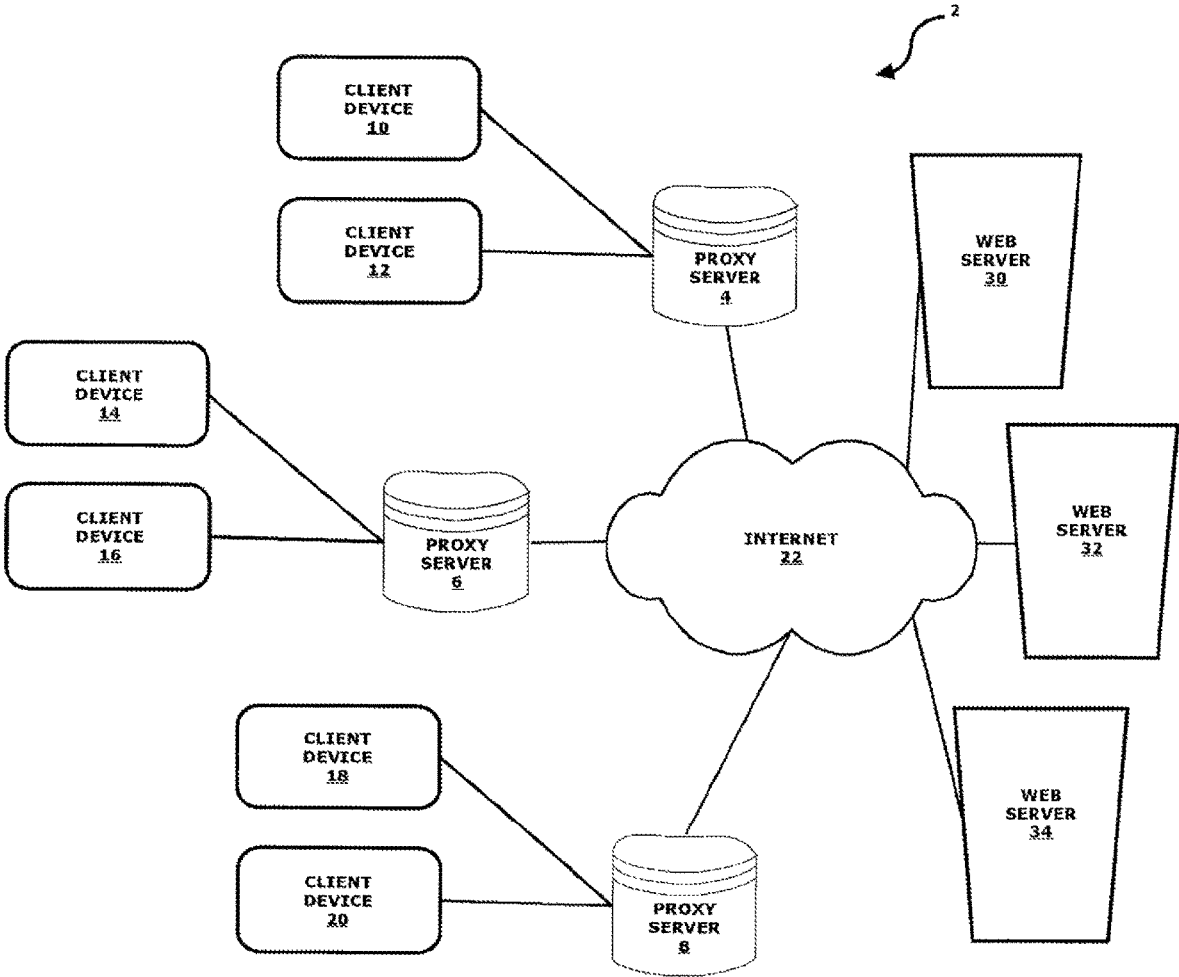 2
CLIENT
DEVICE
10
CLIENT
DEVICE
12
PROXY
SERVER
4
WEB
SERVER
30
CLIENT
DEVICE
14
CLIENT
DEVICE
16
PROXY
SERVER
6
INTERNET
22
WEB
SERVER
32
CLIENT
DEVICE
18
CLIENT
DEVICE
20
PROXY
SERVER
8
WEB
SERVER
34